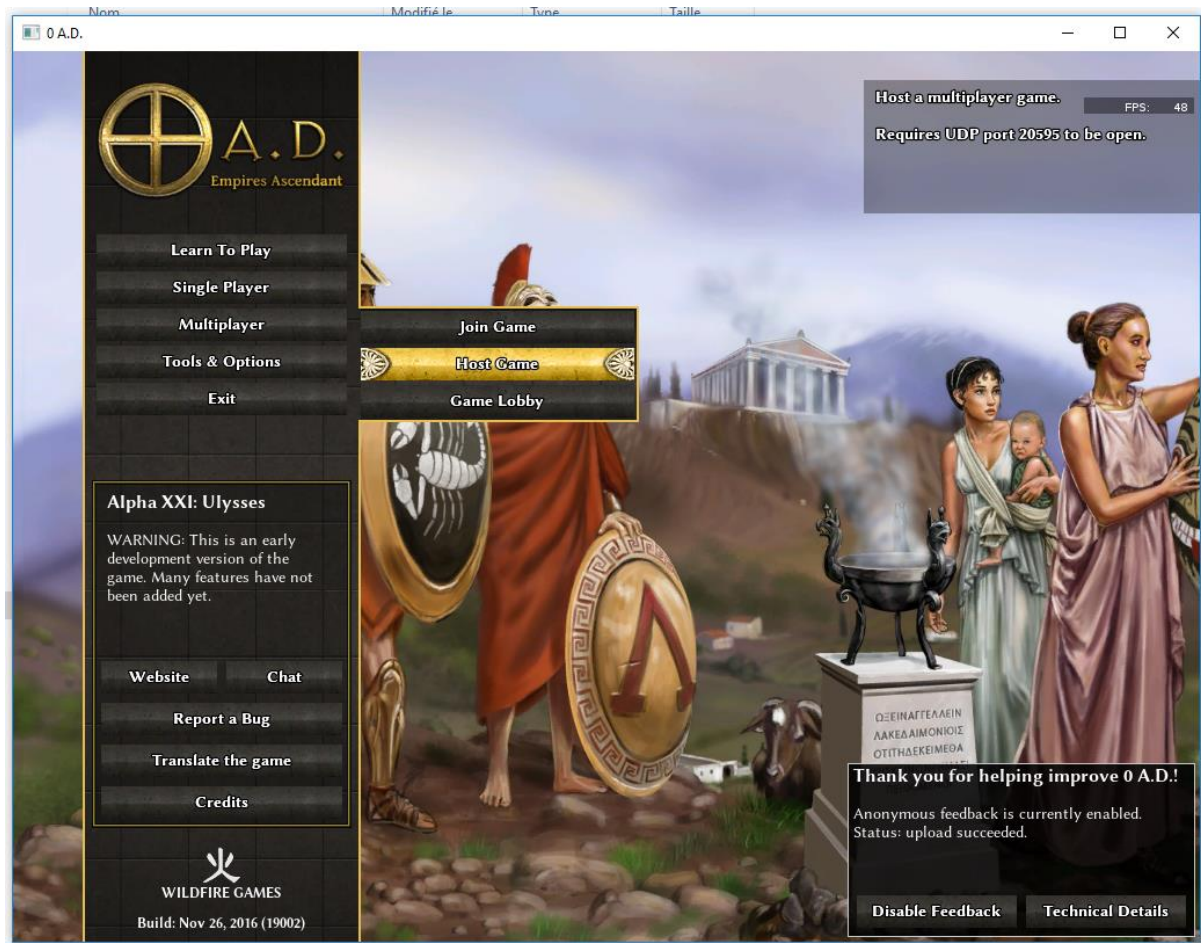 Nom Modifié le Type Taille
0 A.D.
A.D.
Empires Ascendant
Learn To Play
Single Player
Multiplayer
Tools & Options
Exit
Join Game
Host Game
Game Lobby
Host a multiplayer game.
FPS: 48
Requires UDP port 20595 to be open.
Alpha XXI: Ulysses
WARNING: This is an early
development version of the
game. Many features have not
been added yet.
Website Chat
Report a Bug
Translate the game
Credits
WILDFIRE GAMES
Build: Nov 26, 2016 (19002)
ΩΞΕΙΝΑΓΓΕΛΛΕΙΝ
ΛΑΚΕΔΑΙΜΟΝΙΟΙΣ
ΟΤΙΤΗΔΕΚΕΙΜΕΘΑ
Thank you for helping improve 0 A.D.!
Anonymous feedback is currently enabled.
Status: upload succeeded.
Disable Feedback Technical Details